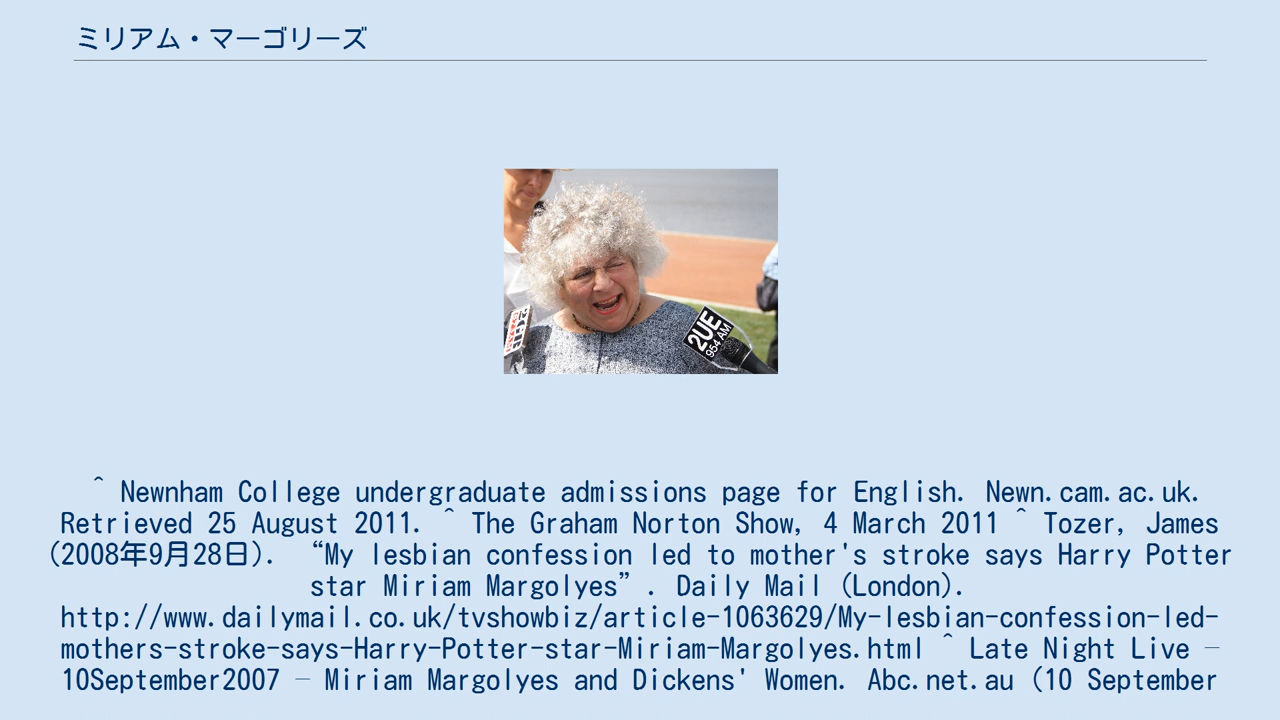 ミリアム・マーゴリーズ
2UE
954 AM
^ Newnham College undergraduate admissions page for English. Newn.cam.ac.uk.
Retrieved 25 August 2011. ^ The Graham Norton Show, 4 March 2011 ^ Tozer, James
(2008年9月28日). “My lesbian confession led to mother's stroke says Harry Potter
star Miriam Margolyes”. Daily Mail (London).
http://www.dailymail.co.uk/tvshowbiz/article-1063629/My-lesbian-confession-led-
mothers-stroke-says-Harry-Potter-star-Miriam-Margolyes.html ^ Late Night Live –
10September2007 – Miriam Margolyes and Dickens' Women. Abc.net.au (10 September